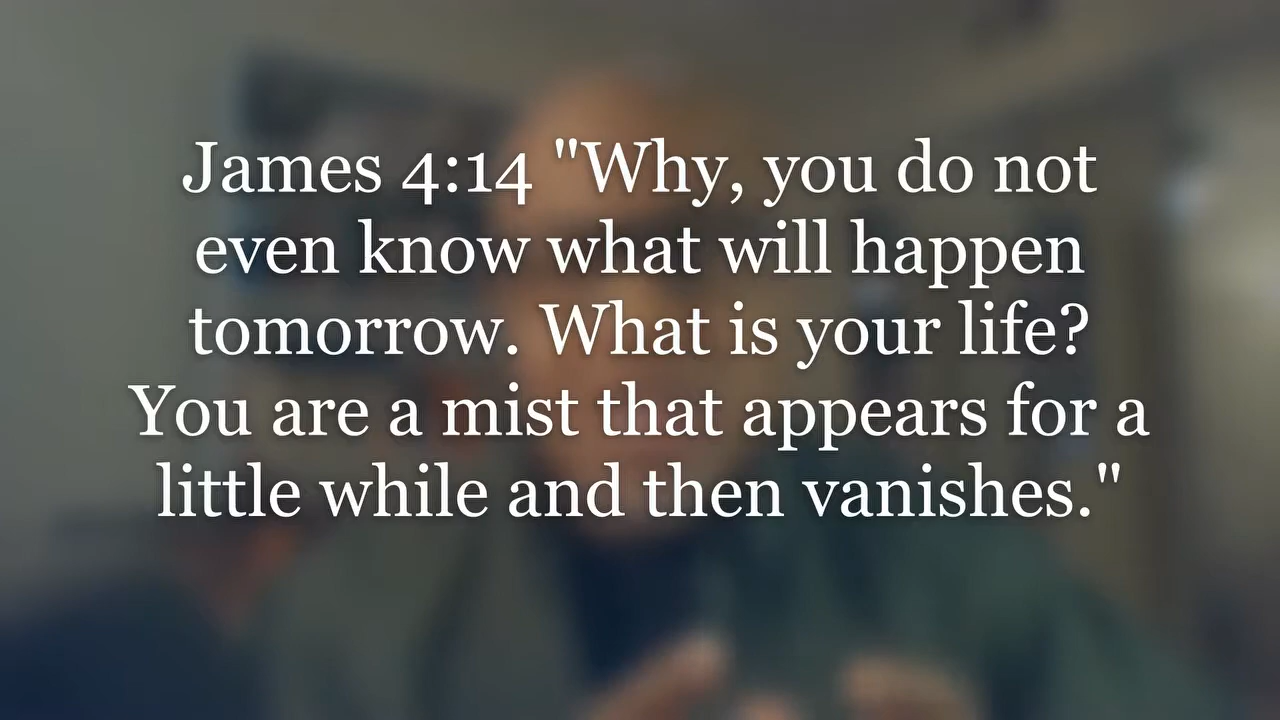 James 4:14 "Why, you do not
even know what will happen
tomorrow. What is your life?
You are a mist that appears for a
little while and then vanishes."